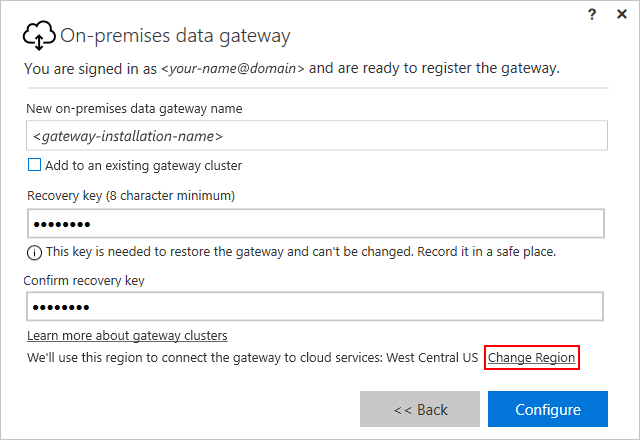 ? ×
On-premises data gateway
You are signed in as <your-name@domain> and are ready to register the gateway.
New on-premises data gateway name
<gateway-installation-name>
Add to an existing gateway cluster
Recovery key (8 character minimum)
●●●●●●●●
This key is needed to restore the gateway and can't be changed. Record it in a safe place.
Confirm recovery key
●●●●●●●●
Learn more about gateway clusters
We'll use this region to connect the gateway to cloud services: West Central US Change Region
<< Back Configure